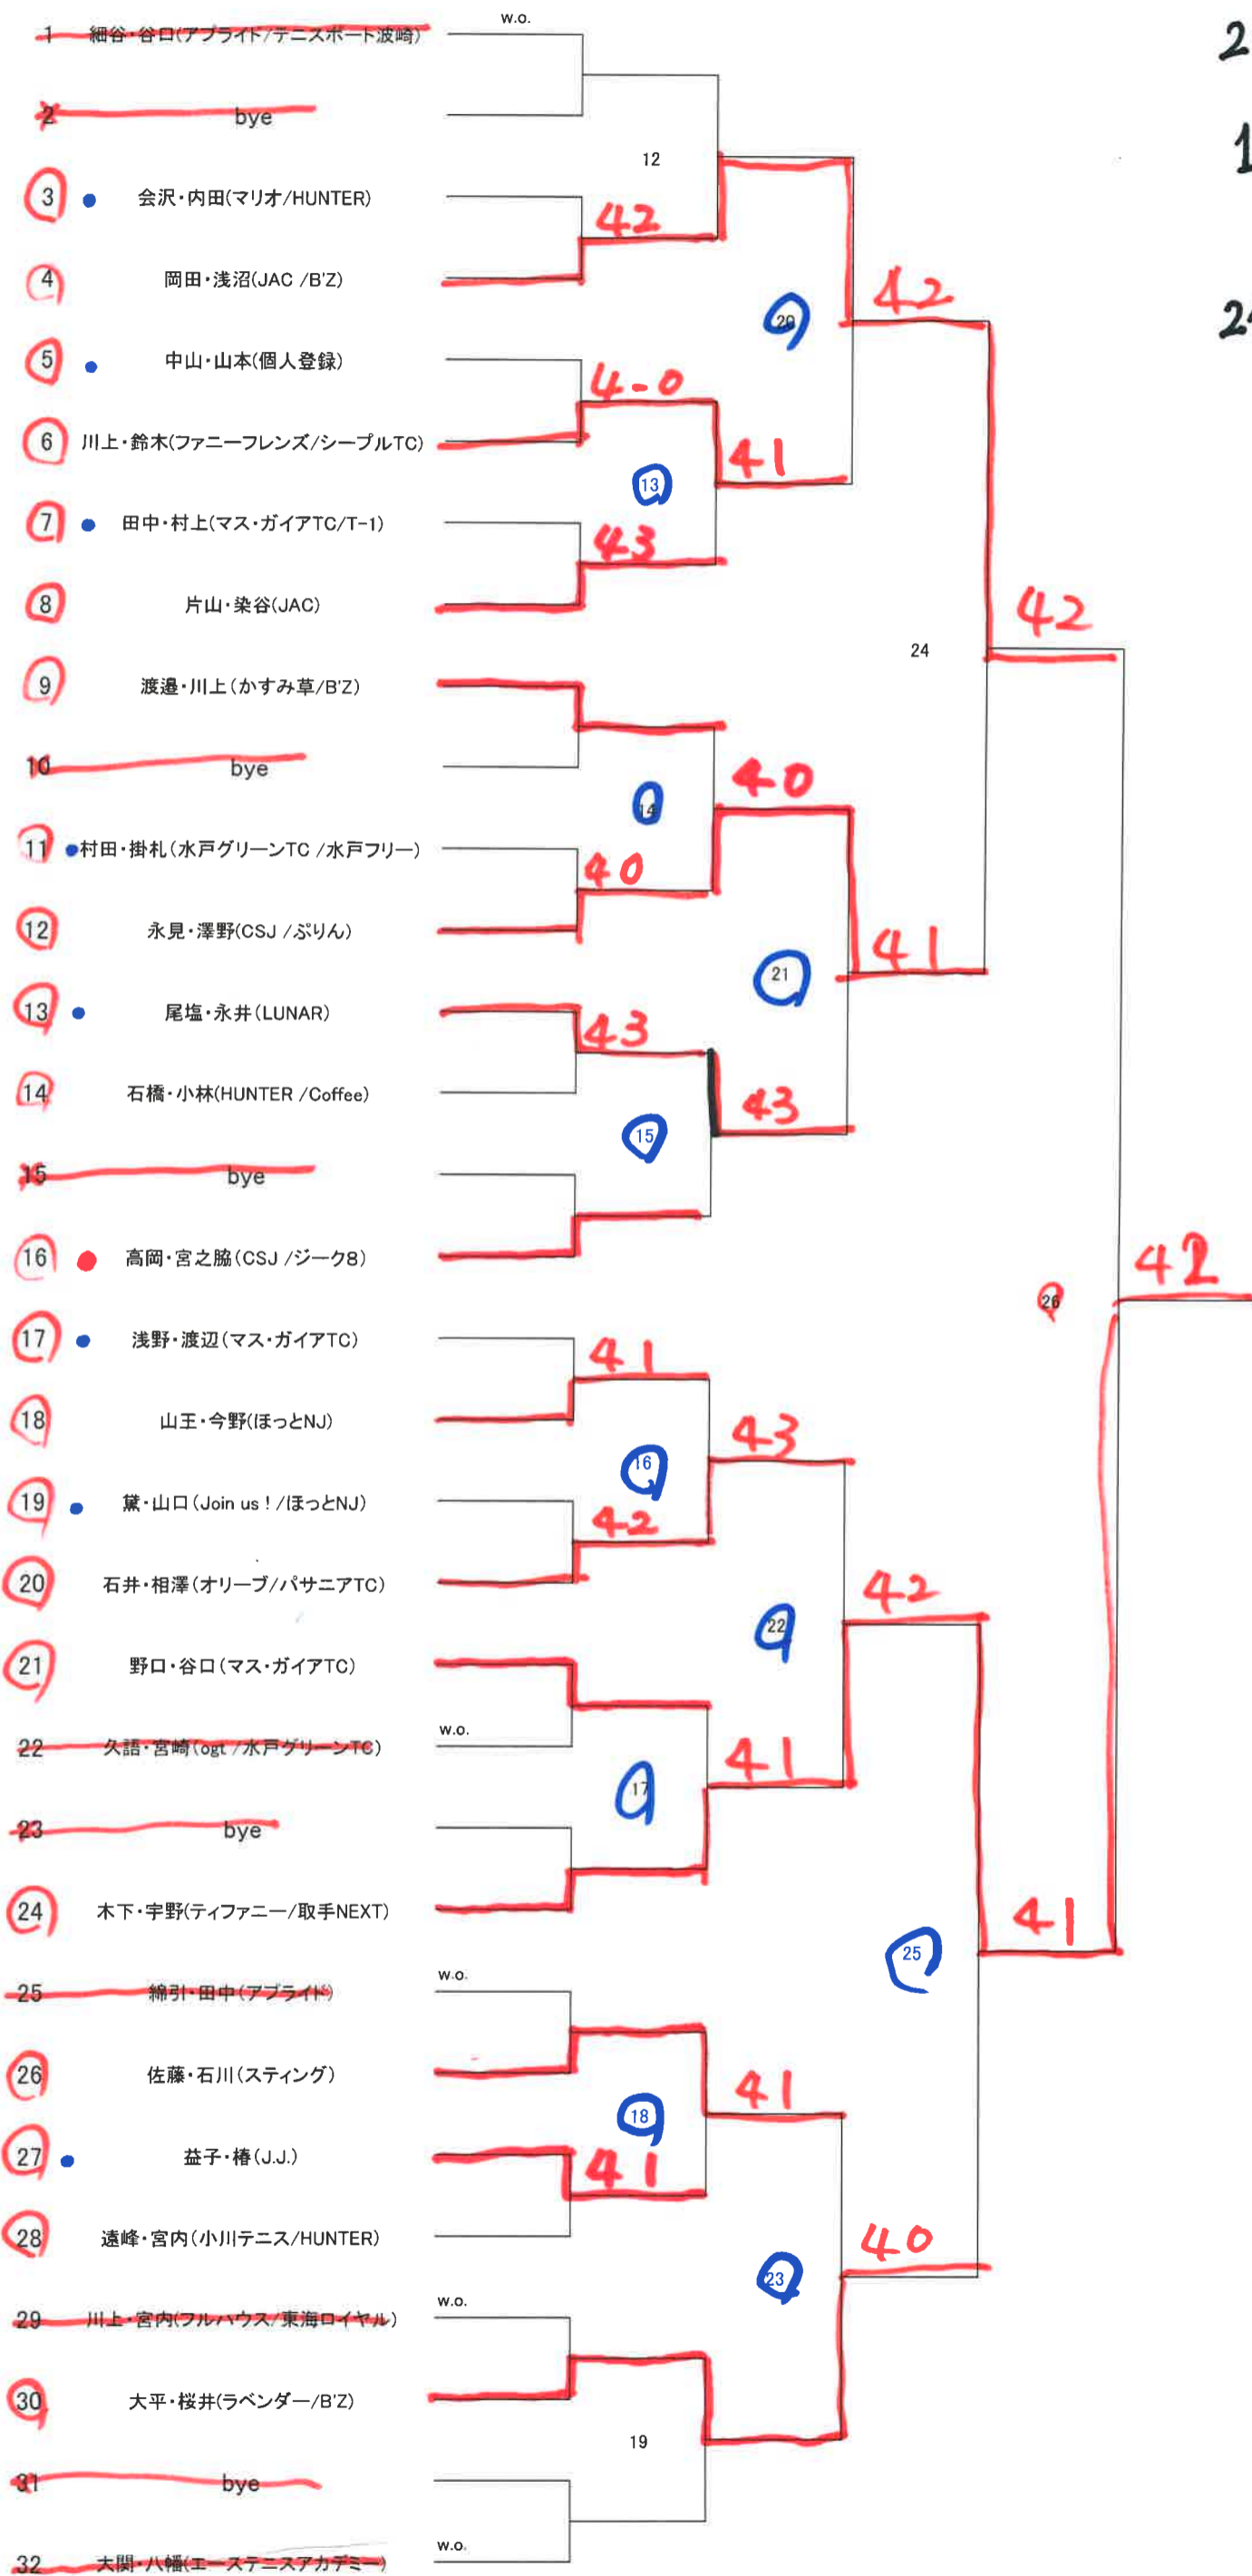 w.o.
1 細谷・谷口(アプライド/テニスポート波崎)
2
2 bye
12
1
3 会沢・内田(マリオ/HUNTER)
42
4 岡田・浅沼(JAC /B'Z)
42
20
5 中山・山本(個人登録)
4-0
6 川上・鈴木(ファニーフレンズ/シープルTC)
41
13
7 田中・村上(マス・ガイアTC/T-1)
43
8 片山・染谷(JAC)
42
24
9 渡邉・川上(かすみ草/B'Z)
10 bye
40
14
11 村田・掛札(水戸グリーンTC /水戸フリー)
40
12 永見・澤野(CSJ /ぷりん)
41
21
13 尾塩・永井(LUNAR)
43
14 石橋・小林(HUNTER /Coffee)
43
15
15 bye
16 高岡・宮之脇(CSJ /ジーク8)
42
26
17 浅野・渡辺(マス・ガイアTC)
41
18 山王・今野(ほっとNJ)
43
16
19 黛・山口(Join us！/ほっとNJ)
42
20 石井・相澤(オリーブ/パサニアTC)
42
22
21 野口・谷口(マス・ガイアTC)
w.o.
22 久語・宮崎(ogt /水戸グリーンTC)
41
17
23 bye
24 木下・宇野(ティファニー/取手NEXT)
41
25
w.o.
25 綿引・田中(アプライド)
26 佐藤・石川(スティング)
41
18
27 益子・椿(J.J.)
41
28 遠峰・宮内(小川テニス/HUNTER)
40
23
w.o.
29 川上・宮内(フルハウス/東海ロイヤル)
30 大平・桜井(ラベンダー/B'Z)
19
31 bye
w.o.
32 大関・八幡(エーステニスアカデミー)